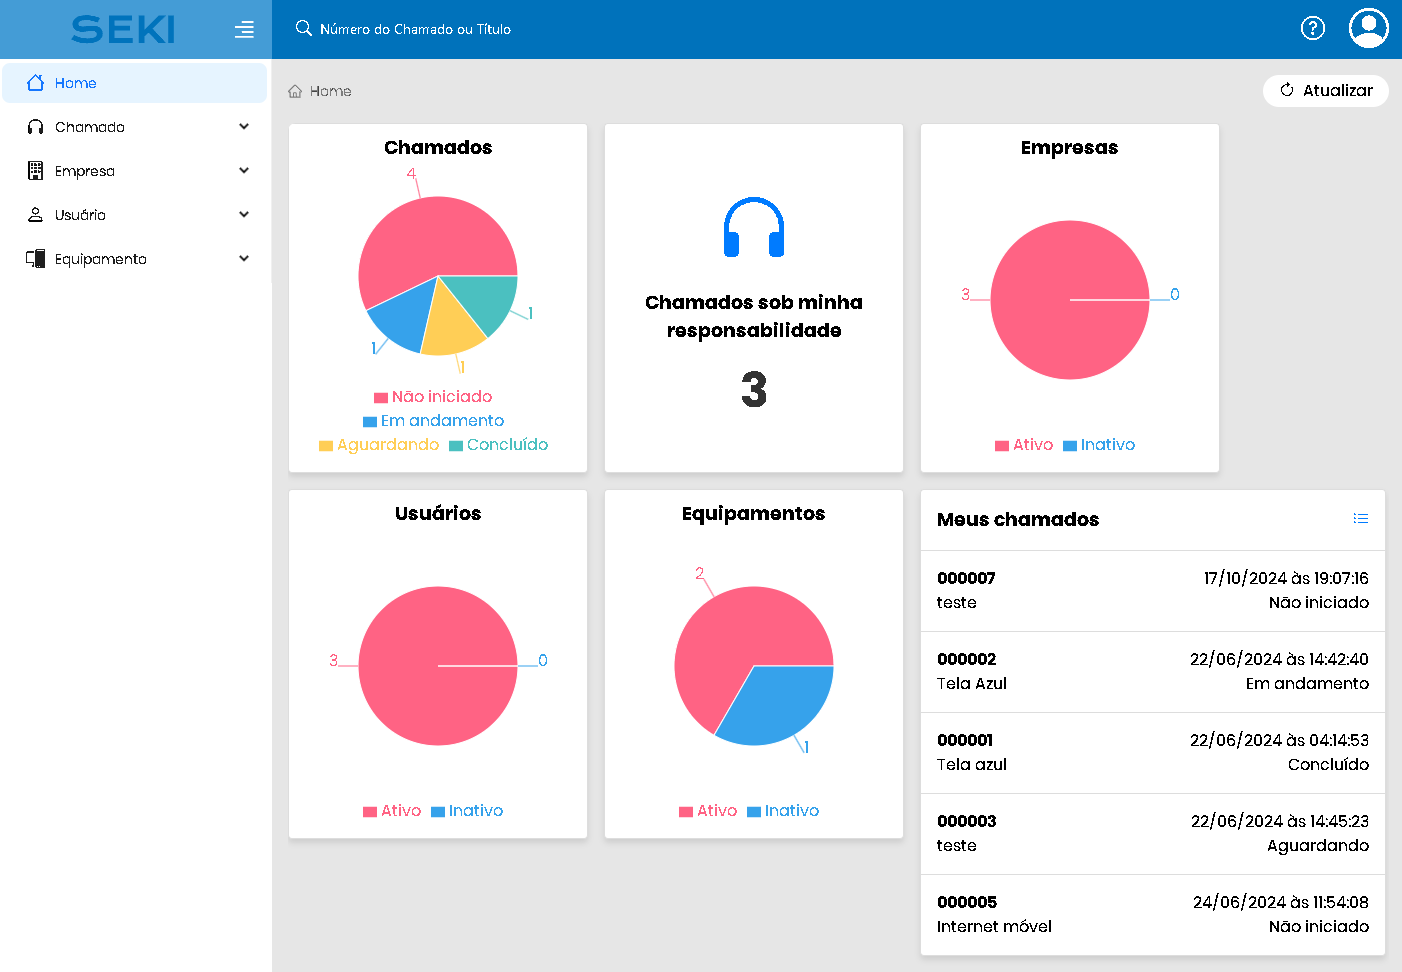 SEKI
Número do Chamado ou Título
Home
Chamado
Empresa
Usuário
Equipamento
Home
Atualizar
Chamados
4
1
1
1
Não iniciado
Em andamento
Aguardando Concluído
Chamados sob minha
responsabilidade
3
Empresas
3
0
Ativo Inativo
Usuários
3
0
Ativo Inativo
Equipamentos
2
1
Ativo Inativo
Meus chamados
000007 17/10/2024 às 19:07:16
teste Não iniciado
000002 22/06/2024 às 14:42:40
Tela Azul Em andamento
000001 22/06/2024 às 04:14:53
Tela azul Concluído
000003 22/06/2024 às 14:45:23
teste Aguardando
000005 24/06/2024 às 11:54:08
Internet móvel Não iniciado